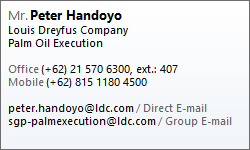 Mr. Peter Handoyo
Louis Dreyfus Company
Palm Oil Execution
Office (+62) 21 570 6300, ext.: 407
Mobile (+62) 815 1180 4500
peter.handoyo@ldc.com / Direct E-mail
sgp-palmexecution@ldc.com / Group E-mail